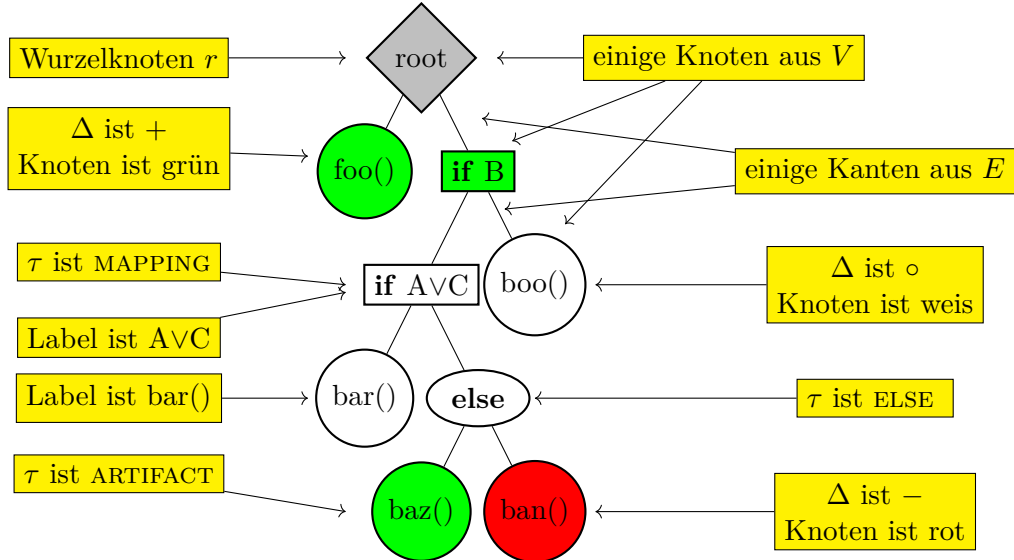 Wurzelknoten r
root
einige Knoten aus V
Δ ist +
Knoten ist grün
foo()
if B
einige Kanten aus E
τ ist MAPPING
if A∨C
boo()
Δ ist ∘
Knoten ist weis
Label ist A∨C
Label ist bar()
bar()
else
τ ist ELSE
τ ist ARTIFACT
baz()
ban()
Δ ist −
Knoten ist rot